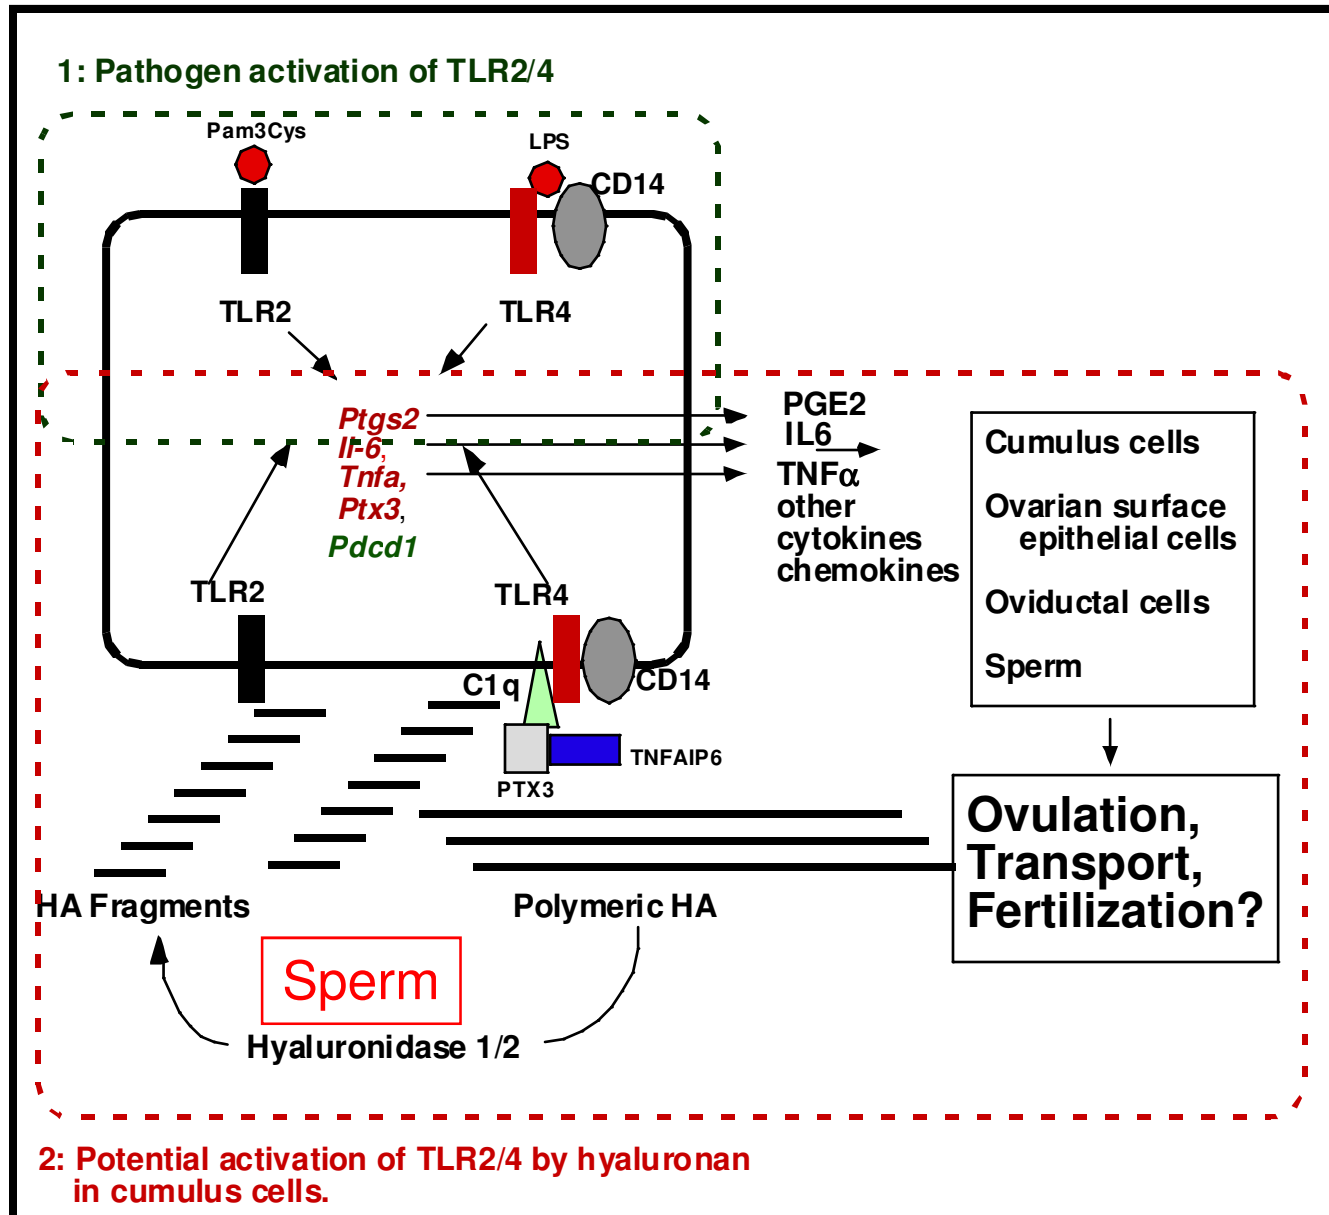 1: Pathogen activation of TLR2/4
Pam3Cys
LPS
CD14
TLR2
TLR4
Ptgs2
Il-6,
Tnfa,
Ptx3,
Pdcd1
PGE2
IL6
TNFα
other
cytokines
chemokines
Cumulus cells
Ovarian surface
epithelial cells
Oviductal cells
Sperm
TLR2
TLR4
C1q
CD14
TNFAIP6
PTX3
Ovulation,
Transport,
Fertilization?
HA Fragments
Polymeric HA
Sperm
Hyaluronidase 1/2
2: Potential activation of TLR2/4 by hyaluronan
in cumulus cells.